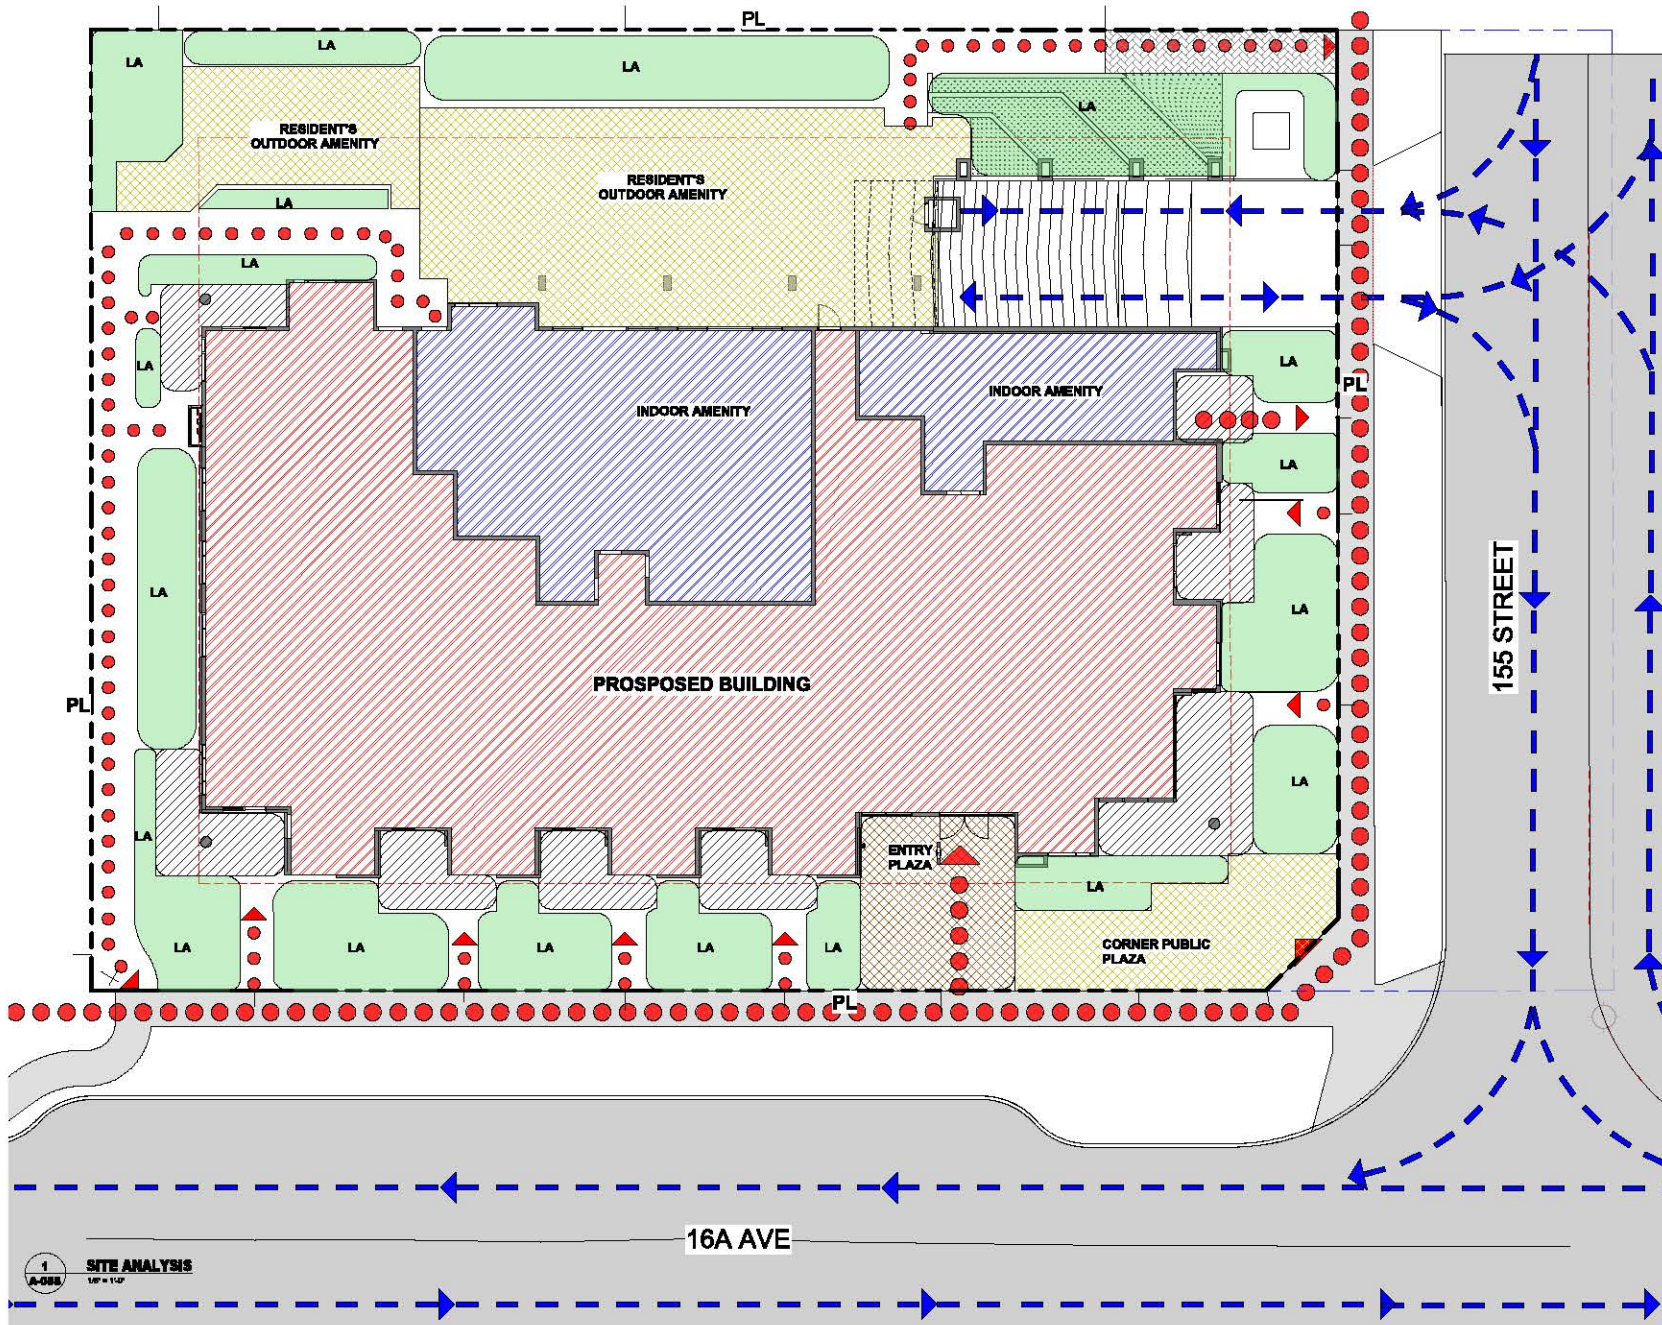 PL
LA
LA
LA
LA
RESIDENT'S
OUTDOOR AMENITY
RESIDENT'S
OUTDOOR AMENITY
LA
LA
LA
LA
PL
INDOOR AMENITY
INDOOR AMENITY
LA
LA
LA
155 STREET
PROSPOSED BUILDING
PL
LA
LA
ENTRY
PLAZA
LA
LA
LA
LA
LA
LA
CORNER PUBLIC
PLAZA
PL
16A AVE
1
SITE ANALYSIS